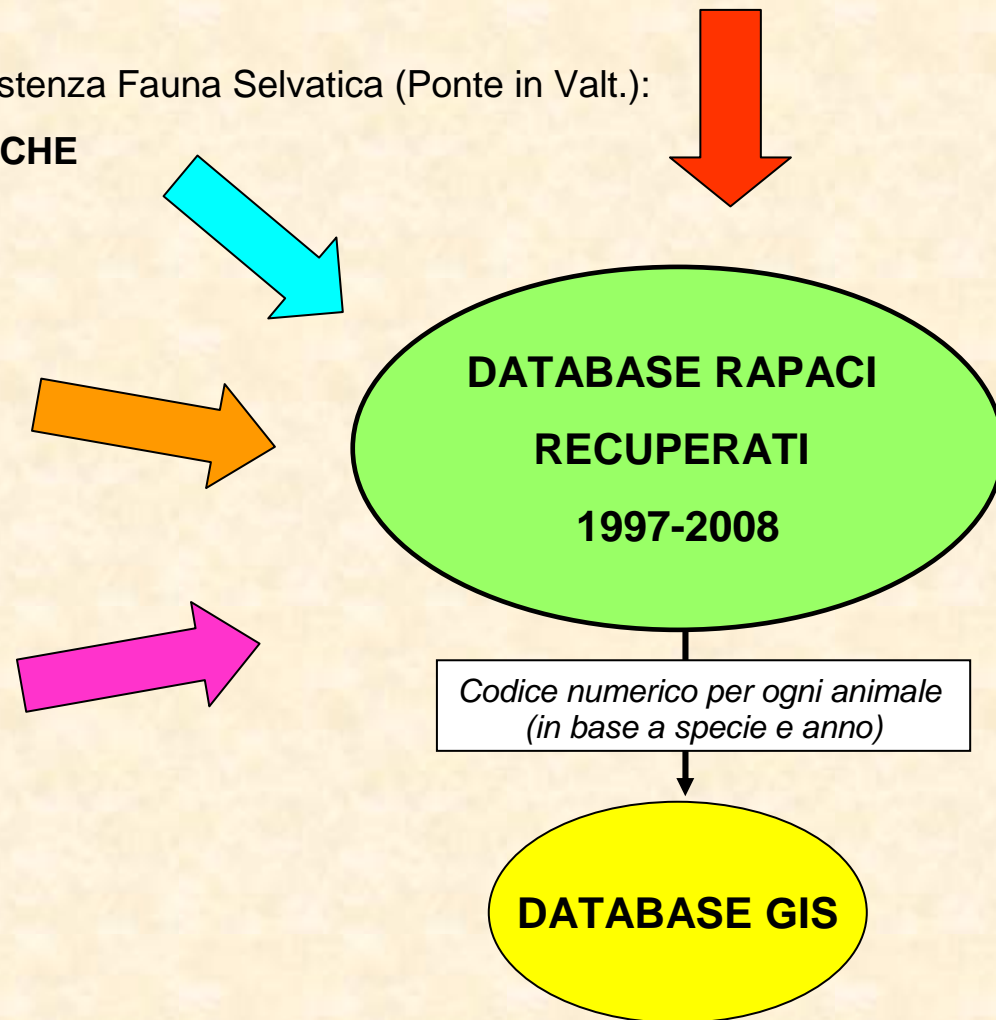 stenza Fauna Selvatica (Ponte in Valt.):
CHE
DATABASE RAPACI
RECUPERATI
1997-2008
Codice numerico per ogni animale
(in base a specie e anno)
DATABASE GIS